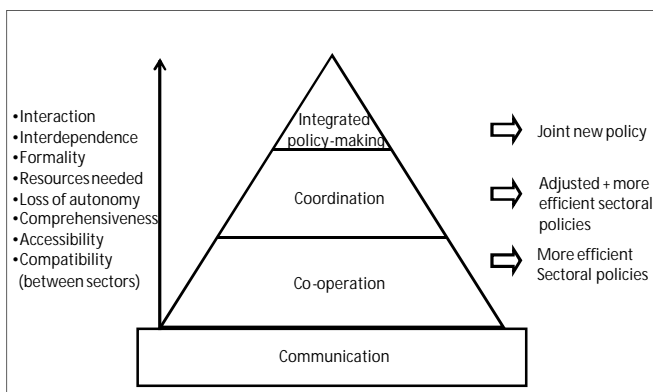 •Interaction
•Interdependence
•Formality
•Resources needed
•Loss of autonomy
•Comprehensiveness
•Accessibility
•Compatibility
(between sectors)
Integrated
policy-making
Coordination
Co-operation
Communication
Joint new policy
Adjusted + more
efficient sectoral
policies
More efficient
Sectoral policies